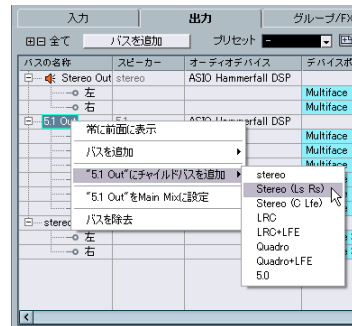 入力 出力 グループ/FX
全て バスを追加 プリセット -
バスの名称 スピーカー オーディオデバイス デバイスポ
Stereo Out stereo ASIO Hammerfall DSP
左 Multiface
右 Multiface
5.1 Out 5.1 ASIO Hammerfall DSP
常に前面に表示 Multiface
バスを追加 Multiface
"5.1 Out"にチャイルドバスを追加
"5.1 Out"をMain Mixに設定
バスを除去
stereo
Stereo (Ls Rs)
Stereo (C Lfe)
LRC
LRC+LFE
Quadro
Quadro+LFE
5.0
stereo
左
右